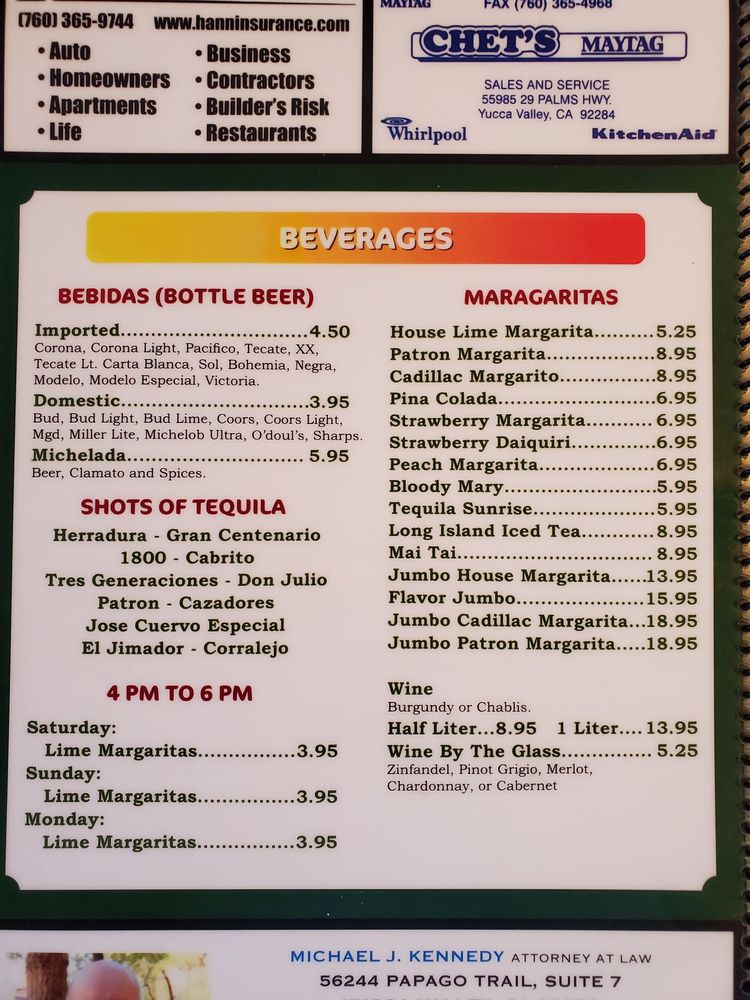 (760) 365-9744 www.hanninsurance.com
• Auto
• Homeowners
• Apartments
• Life
• Business
• Contractors
• Builder's Risk
• Restaurants
MAYTAG FAX (760) 365-4968
CHET'S MAYTAG
SALES AND SERVICE
55985 29 PALMS HWY.
Yucca Valley, CA 92284
Whirlpool KitchenAid
BEVERAGES
BEBIDAS (BOTTLE BEER)
Imported..............................4.50
Corona, Corona Light, Pacifico, Tecate, XX,
Tecate Lt. Carta Blanca, Sol, Bohemia, Negra,
Modelo, Modelo Especial, Victoria.
Domestic..............................3.95
Bud, Bud Light, Bud Lime, Coors, Coors Light,
Mgd, Miller Lite, Michelob Ultra, O'doul's, Sharps.
Michelada............................ 5.95
Beer, Clamato and Spices.
SHOTS OF TEQUILA
Herradura - Gran Centenario
1800 - Cabrito
Tres Generaciones - Don Julio
Patron - Cazadores
Jose Cuervo Especial
El Jimador - Corralejo
4 PM TO 6 PM
Saturday:
Lime Margaritas................3.95
Sunday:
Lime Margaritas................3.95
Monday:
Lime Margaritas................3.95
MARAGARITAS
House Lime Margarita..........5.25
Patron Margarita..................8.95
Cadillac Margarito................8.95
Pina Colada..........................6.95
Strawberry Margarita........... 6.95
Strawberry Daiquiri..............6.95
Peach Margarita...................6.95
Bloody Mary.........................5.95
Tequila Sunrise....................5.95
Long Island Iced Tea............8.95
Mai Tai................................ 8.95
Jumbo House Margarita......13.95
Flavor Jumbo.....................15.95
Jumbo Cadillac Margarita...18.95
Jumbo Patron Margarita.....18.95
Wine
Burgundy or Chablis.
Half Liter...8.95 1 Liter....13.95
Wine By The Glass............... 5.25
Zinfandel, Pinot Grigio, Merlot,
Chardonnay, or Cabernet
MICHAEL J. KENNEDY ATTORNEY AT LAW
56244 PAPAGO TRAIL, SUITE 7